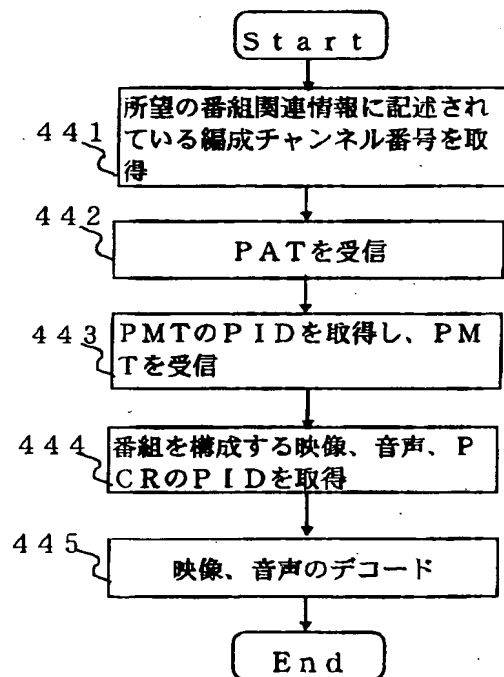 Ｓｔａｒｔ
441
所望の番組関連情報に記述され
ている編成チャンネル番号を取
得
442
ＰＡＴを受信
443
ＰＭＴのＰＩＤを取得し、ＰＭ
Ｔを受信
444
番組を構成する映像、音声、Ｐ
ＣＲのＰＩＤを取得
445
映像、音声のデコード
Ｅｎｄ